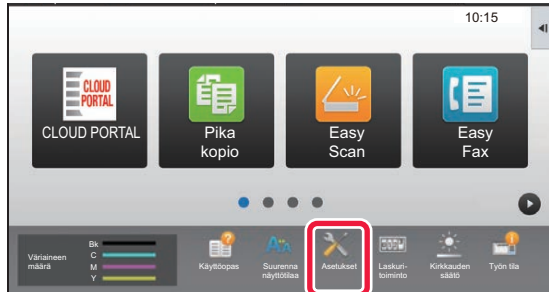 10:15
CLOUD
PORTAL
CLOUD PORTAL
Pika
kopio
Easy
Scan
Easy
Fax
Väriaineen
määrä
Bk
C
M
Y
Käyttöopas
Suurenna
näyttötilaa
Asetukset
Laskuri-
toiminto
Kirkkauden
säätö
Työn tila